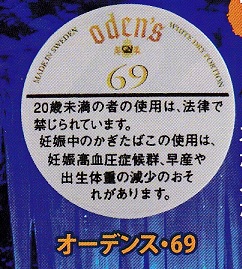 MADE IN SWEDEN
oden's
WHITE DRY PORTION
69
20歳未満の者の使用は、法律で
禁じられています。
妊娠中のかぎたばこの使用は、
妊娠高血圧症候群、早産や
出生体重の減少のおそ
れがあります。
オーデンス・69